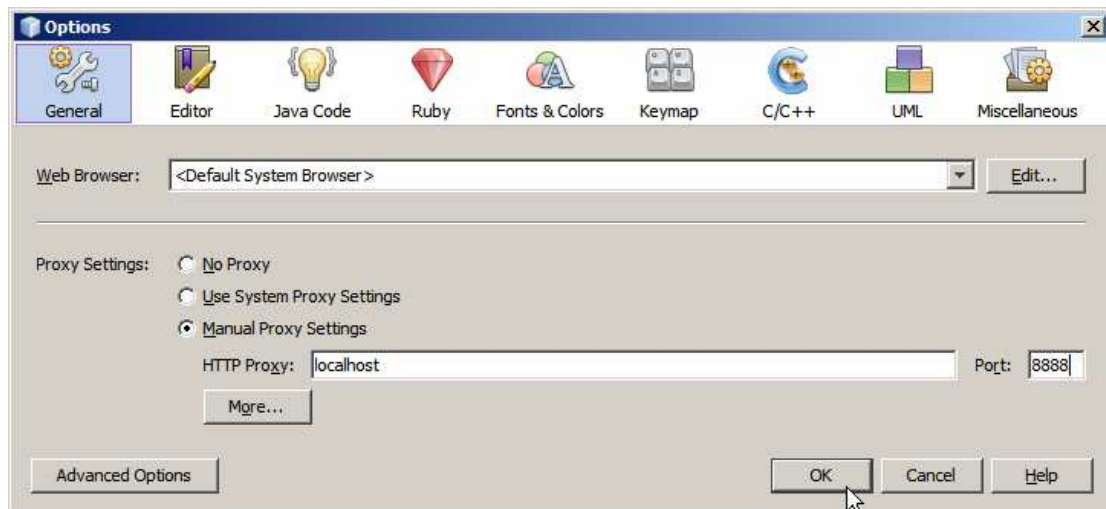 Options
General Editor Java Code Ruby Fonts & Colors Keymap C/C++ UML Miscellaneous
Web Browser: <Default System Browser> Edit...
Proxy Settings: No Proxy
Use System Proxy Settings
Manual Proxy Settings
HTTP Proxy: localhost Port: 8888
More...
Advanced Options OK Cancel Help